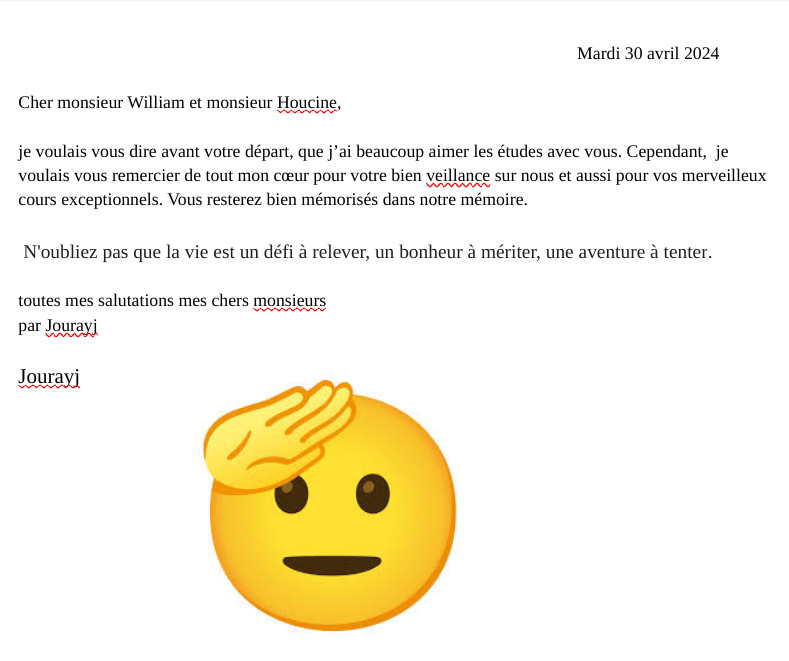 Mardi 30 avril 2024
Cher monsieur William et monsieur Houcine,
je voulais vous dire avant votre départ, que j’ai beaucoup aimer les études avec vous. Cependant,  je
voulais vous remercier de tout mon cœur pour votre bien veillance sur nous et aussi pour vos merveilleux
cours exceptionnels. Vous resterez bien mémorisés dans notre mémoire.
N'oubliez pas que la vie est un défi à relever, un bonheur à mériter, une aventure à tenter.
toutes mes salutations mes chers monsieurs
par Jourayj
Jourayj